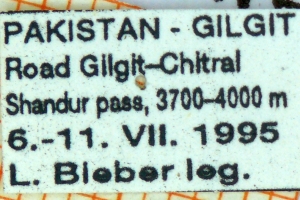 PAKISTAN - GILGIT
Road Gilgit-Chitral
Shandur pass, 3700-4000 m
6.-11. VII. 1995
L. Bieber leg.